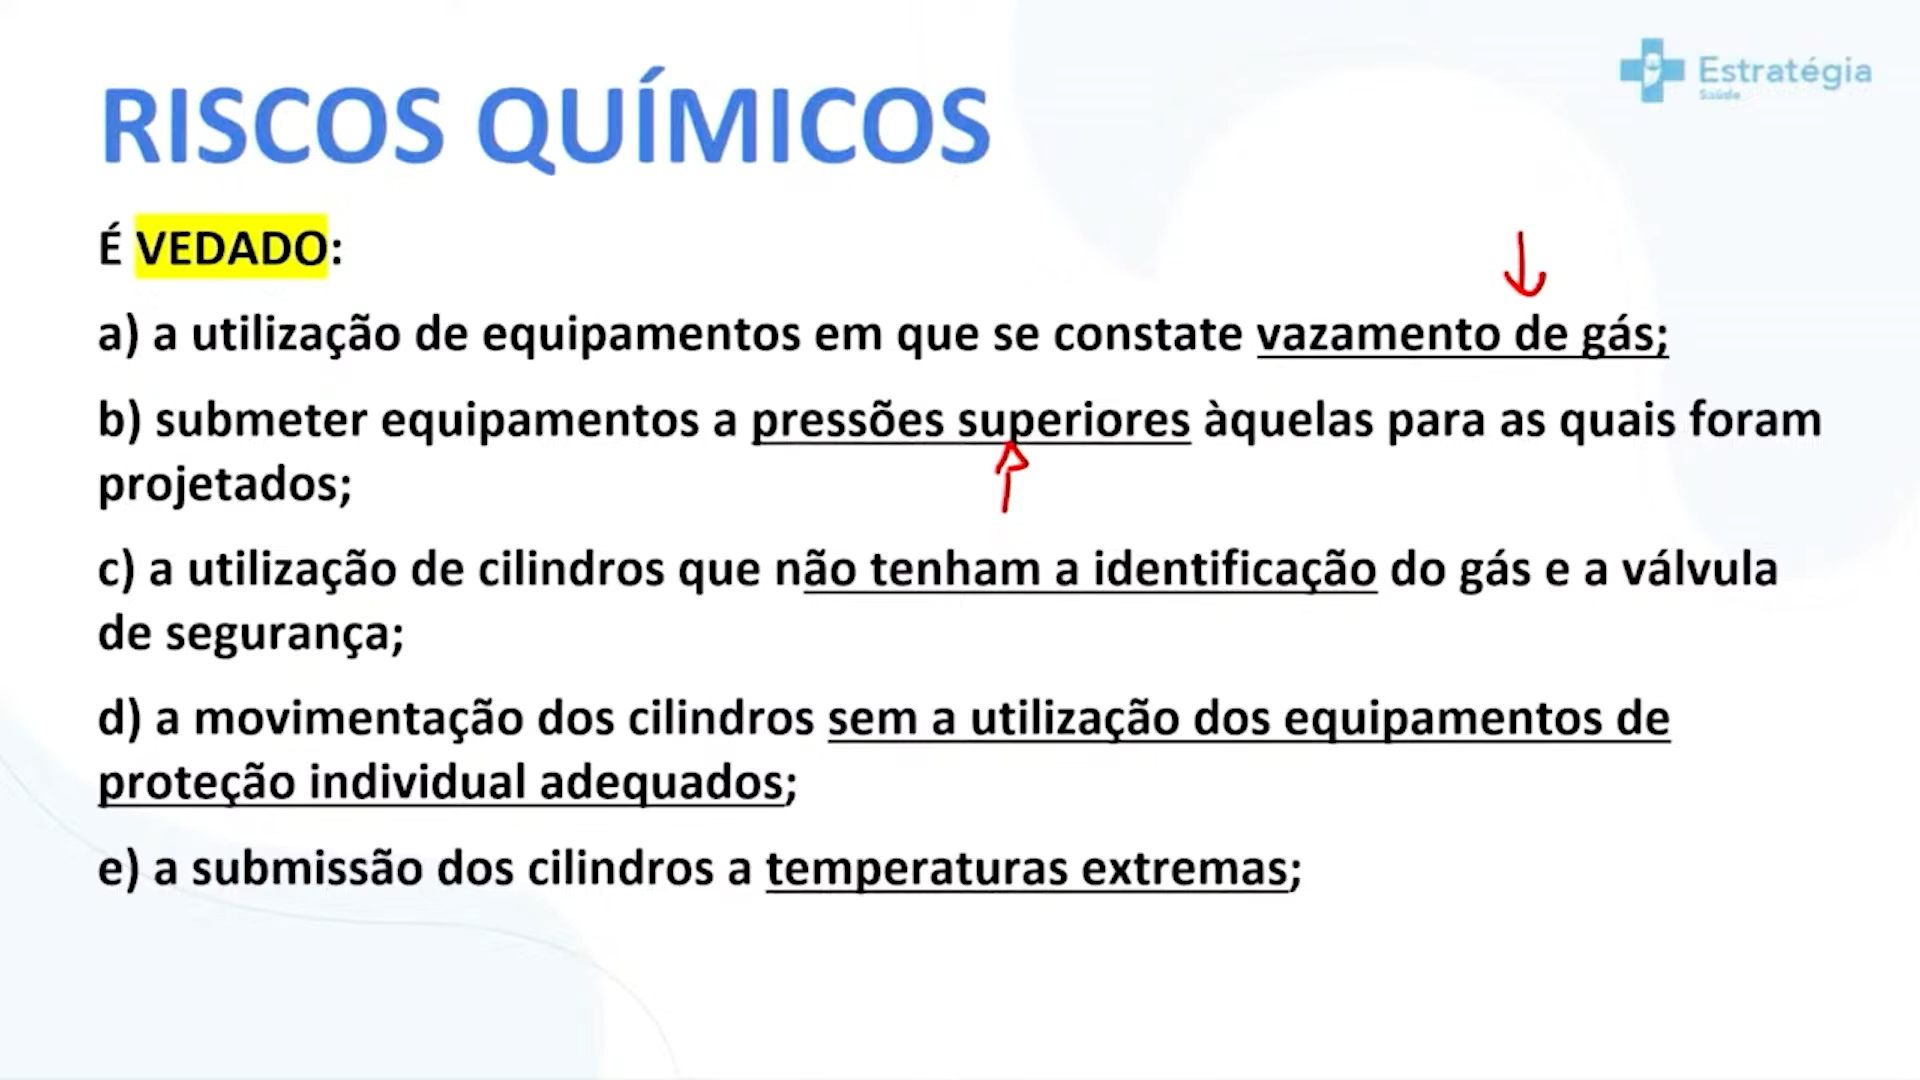 Estratégia
Saúde
RISCOS QUÍMICOS
É VEDADO:
a) a utilização de equipamentos em que se constate vazamento de gás;
b) submeter equipamentos a pressões superiores àquelas para as quais foram
projetados;
c) a utilização de cilindros que não tenham a identificação do gás e a válvula
de segurança;
d) a movimentação dos cilindros sem a utilização dos equipamentos de
proteção individual adequados;
e) a submissão dos cilindros a temperaturas extremas;